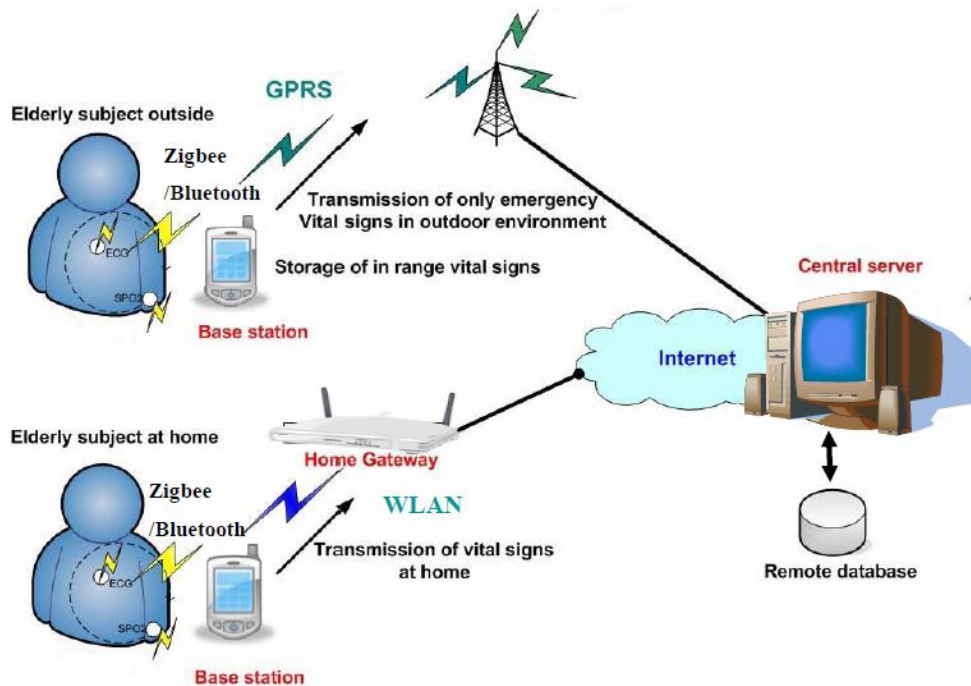 GPRS
Elderly subject outside
Zigbee
/Bluetooth
ECG
SPO2
Transmission of only emergency
Vital signs in outdoor environment
Storage of in range vital signs
Base station
Central server
Internet
Elderly subject at home
Home Gateway
Zigbee
/Bluetooth
ECG
SPO2
WLAN
Transmission of vital signs
at home
Remote database
Base station